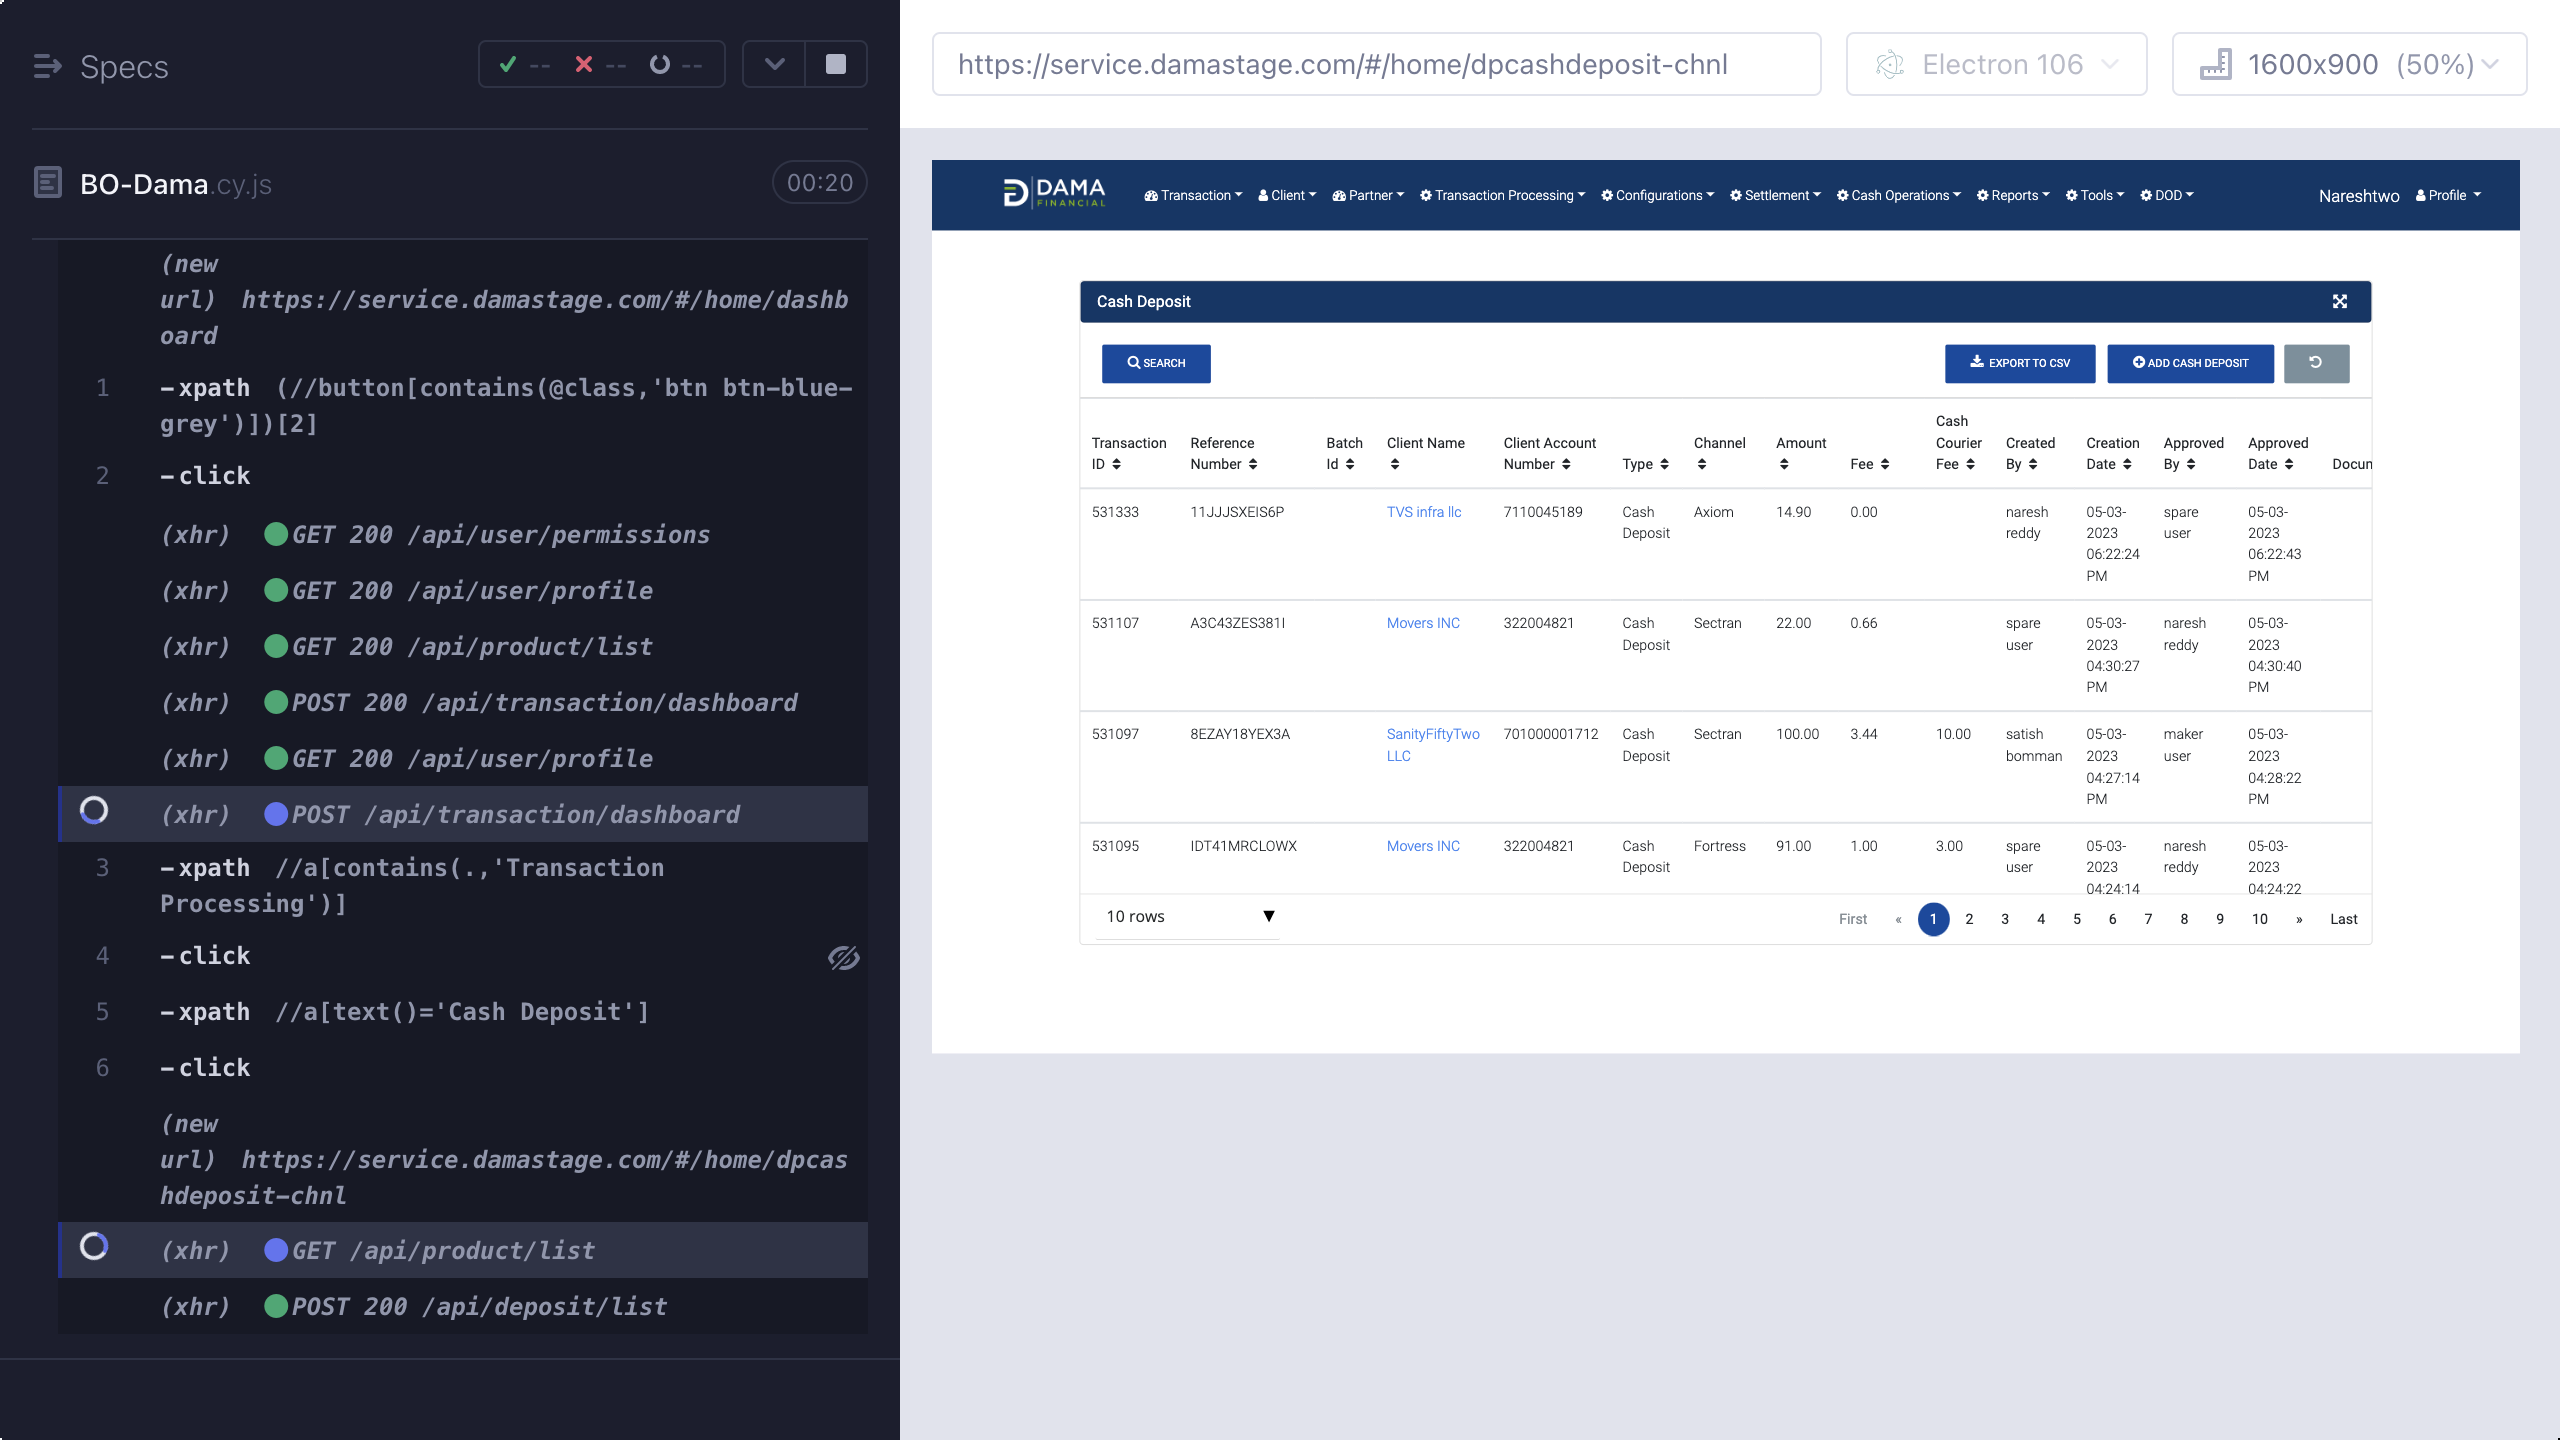 Specs
-- -- --
BO-Dama.cy.js
00:20
(new
url) https://service.damastage.com/#/home/dashb
oard
1 -xpath (//button[contains(@class,'btn btn-blue-
grey')])[2]
2 -click
(xhr) GET 200 /api/user/permissions
(xhr) GET 200 /api/user/profile
(xhr) GET 200 /api/product/list
(xhr) POST 200 /api/transaction/dashboard
(xhr) GET 200 /api/user/profile
(xhr) POST /api/transaction/dashboard
3 -xpath //a[contains(.,'Transaction
Processing')]
4 -click
5 -xpath //a[text()='Cash Deposit']
6 -click
(new
url) https://service.damastage.com/#/home/dpcas
hdeposit-chnl
(xhr) GET /api/product/list
(xhr) POST 200 /api/deposit/list
https://service.damastage.com/#/home/dpcashdeposit-chnl
Electron 106
1600x900 (50%)
DAMA
FINANCIAL
Transaction Client Partner Transaction Processing Configurations Settlement Cash Operations Reports Tools DOD Nareshtwo Profile
Cash Deposit
SEARCH EXPORT TO CSV ADD CASH DEPOSIT
Transaction ID Reference Number Batch Id Client Name Client Account Number Type Channel Amount Fee Cash Courier Fee Created By Creation Date Approved By Approved Date Docum
531333 11JJJSXEIS6P TVS infra llc 7110045189 Cash Deposit Axiom 14.90 0.00 naresh reddy 05-03-2023 06:22:24 PM spare user 05-03-2023 06:22:43 PM
531107 A3C43ZES381I Movers INC 322004821 Cash Deposit Sectran 22.00 0.66 spare user 05-03-2023 04:30:27 PM naresh reddy 05-03-2023 04:30:40 PM
531097 8EZAY18YEX3A SanityFiftyTwo LLC 701000001712 Cash Deposit Sectran 100.00 3.44 10.00 satish bomman 05-03-2023 04:27:14 PM maker user 05-03-2023 04:28:22 PM
531095 IDT41MRCLOWX Movers INC 322004821 Cash Deposit Fortress 91.00 1.00 3.00 spare user 05-03-2023 04:24:14 naresh reddy 05-03-2023 04:24:22
10 rows
First « 1 2 3 4 5 6 7 8 9 10 » Last